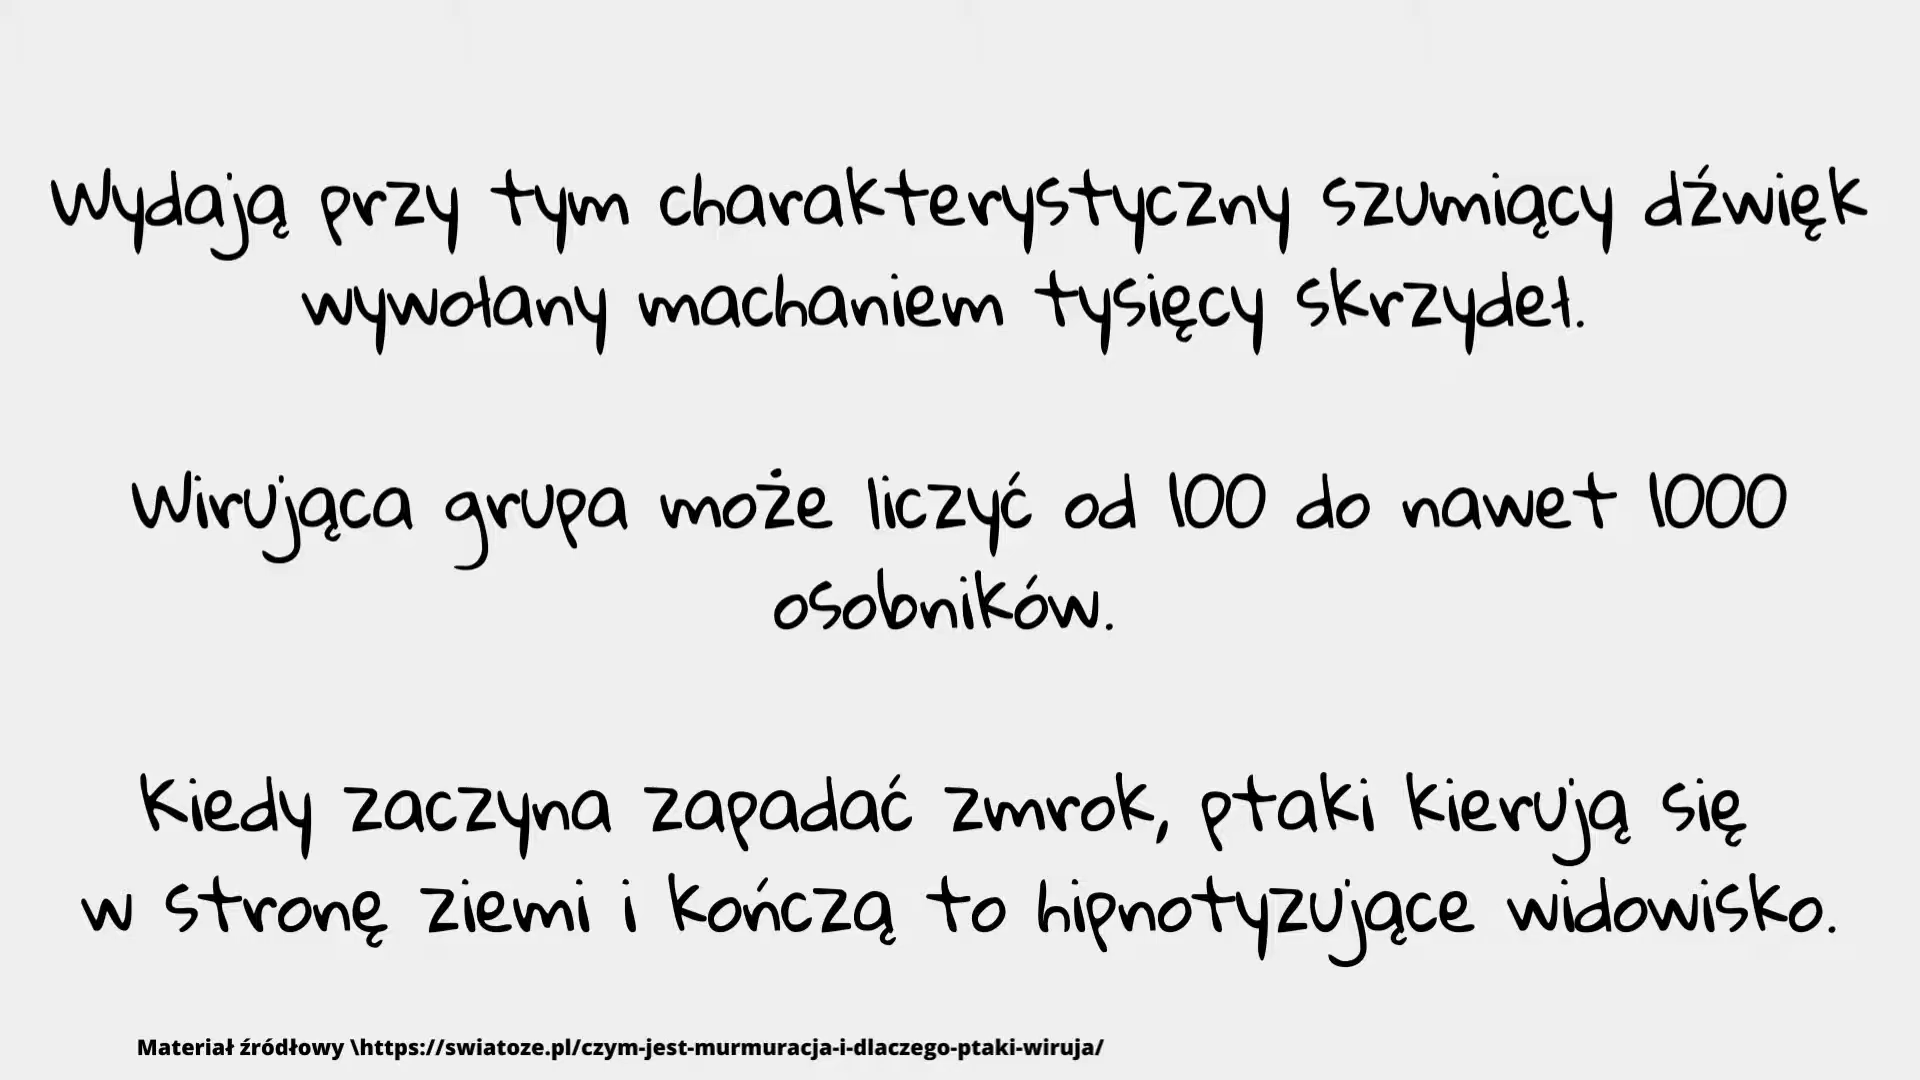 Wydają przy tym charakterystyczny szumiący dźwięk
wywołany machaniem tysięcy skrzydeł.
Wirująca grupa może liczyć od 100 do nawet 1000
osobników.
Kiedy zaczyna zapadać zmrok, ptaki kierują się
w stronę ziemi i kończą to hipnotyzujące widowisko.
Materiał źródłowy \https://swiatoze.pl/czym-jest-murmuracja-i-dlaczego-ptaki-wiruja/